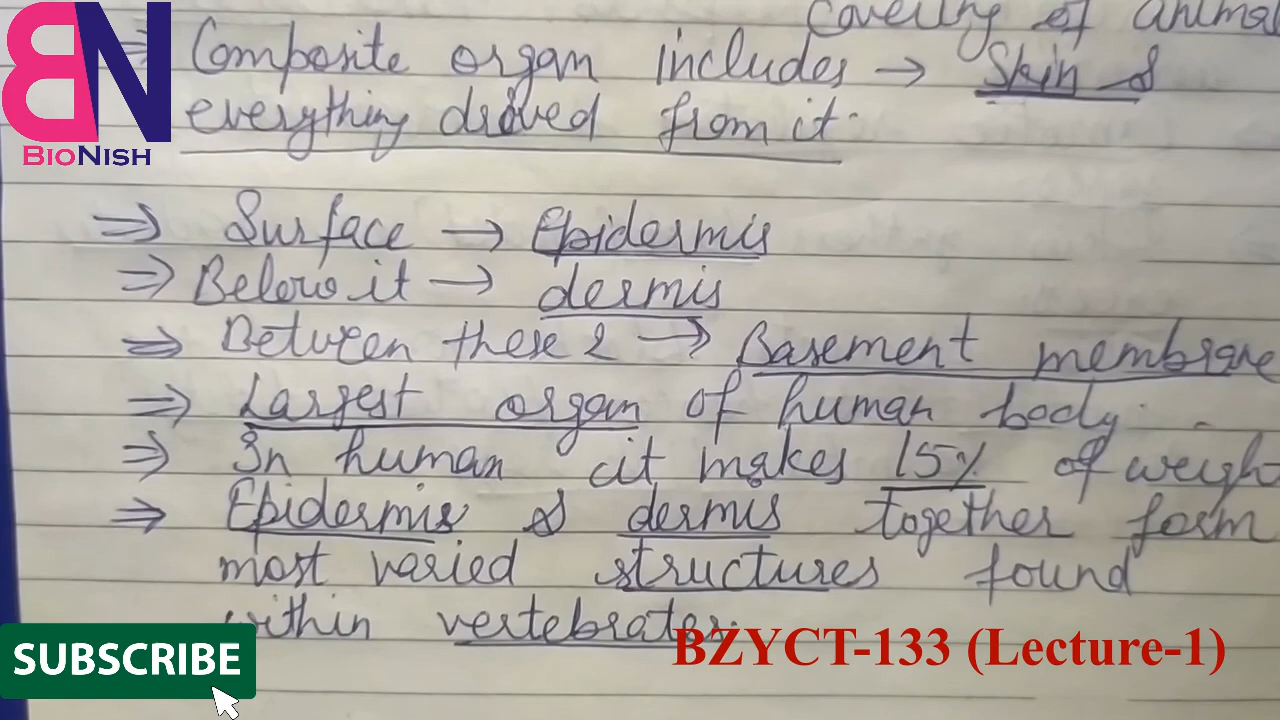 covering of animal
⇒ Composite organ includes → Skin &
everything drived from it.
BN
BIONISH
⇒ Surface → Epidermis
⇒ Below it → dermis
⇒ Between these 2 → Basement membrane
⇒ Largest organ of human body.
⇒ In human it makes 15% of weight
⇒ Epidermis & dermis together form
most varied structures found
within vertebrates.
SUBSCRIBE
BZYCT-133 (Lecture-1)